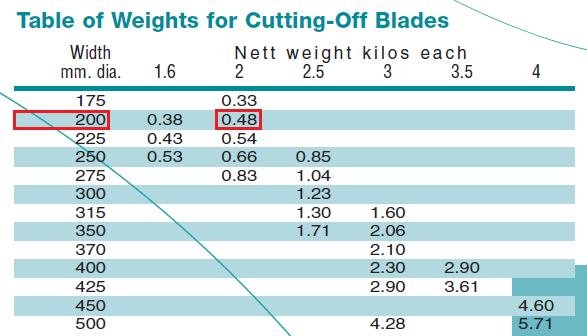 Table of Weights for Cutting-Off Blades
Width Nett weight kilos each
mm. dia. 1.6 2 2.5 3 3.5 4
175 0.33
200 0.38 0.48
225 0.43 0.54
250 0.53 0.66 0.85
275 0.83 1.04
300 1.23
315 1.30 1.60
350 1.71 2.06
370 2.10
400 2.30 2.90
425 2.90 3.61
450 4.60
500 4.28 5.71